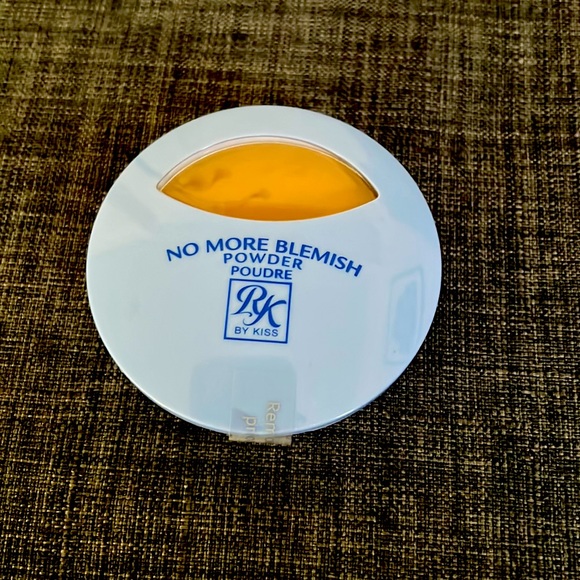 NO MORE BLEMISH
POWDER
POUDRE
RK
BY KISS